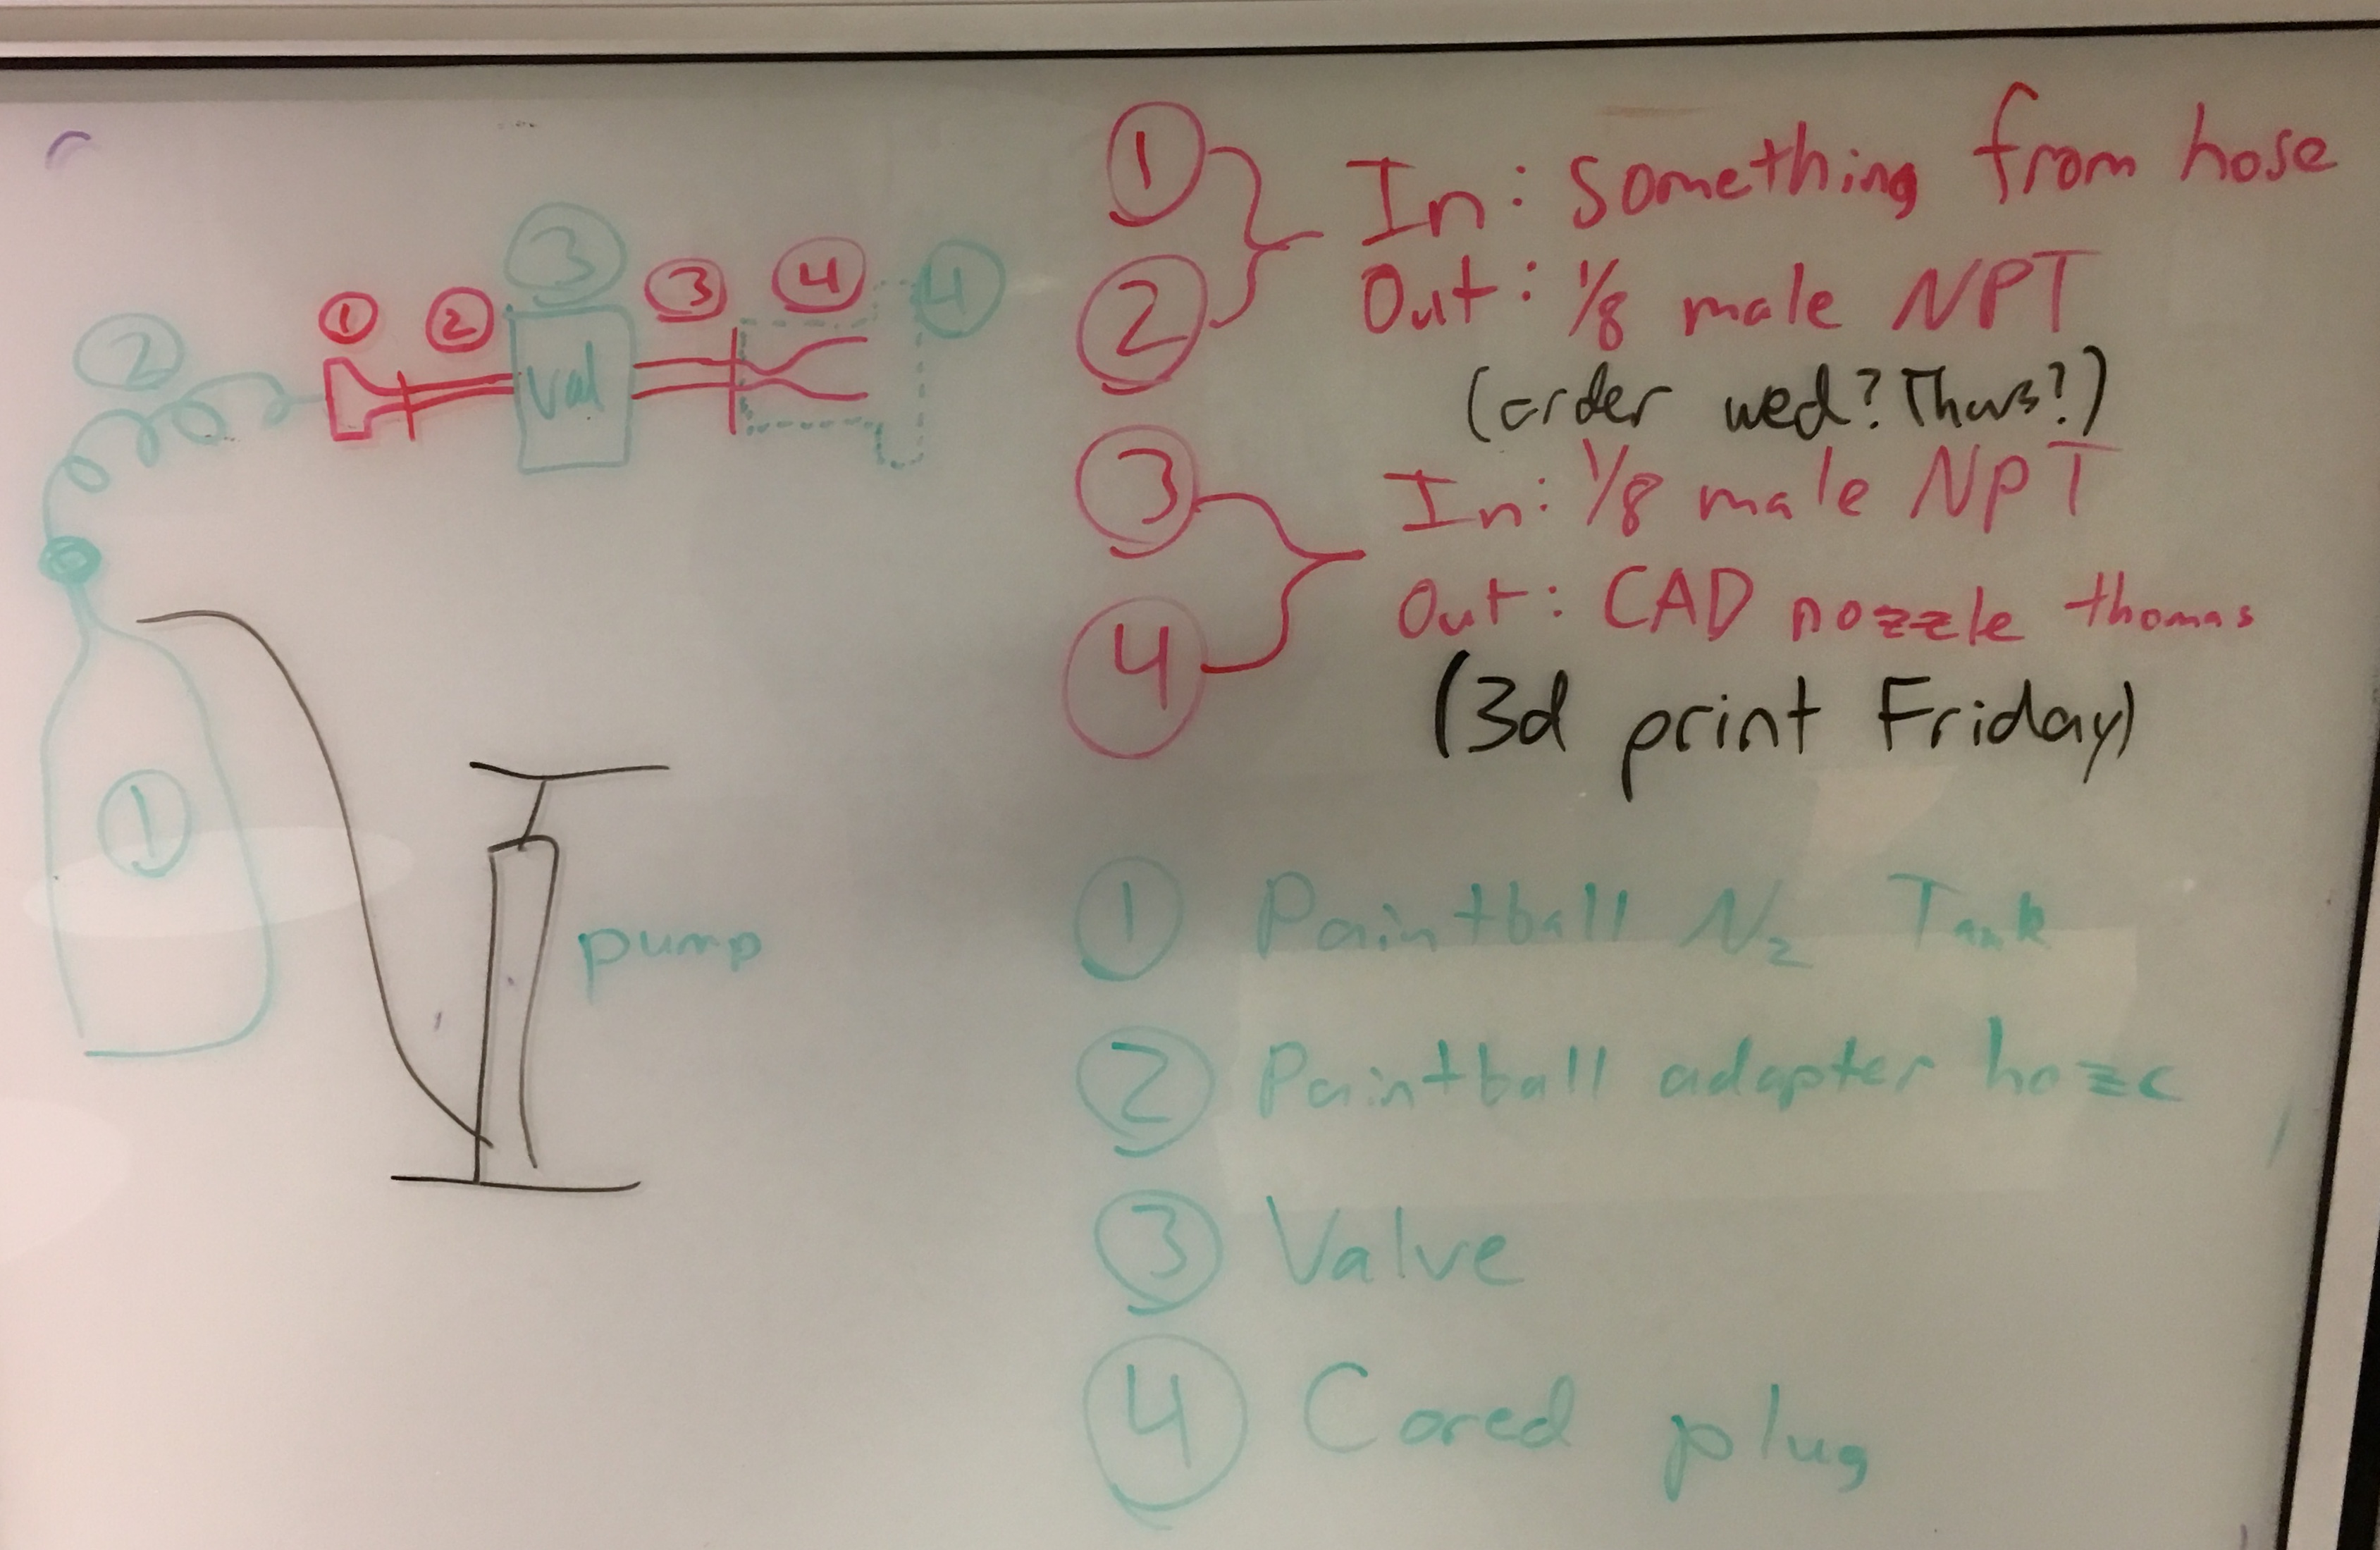 3
4
4
3
1
2
2
Val
1
pump
1
In: something from hose
2
Out: 1/8 male NPT
(order wed? Thurs?)
3
In: 1/8 male NPT
Out: CAD nozzle thomas
4
(3d print Friday)
1 Paintball N₂ Tank
2 Paintball adapter hoze
3 Valve
4 Cored plug